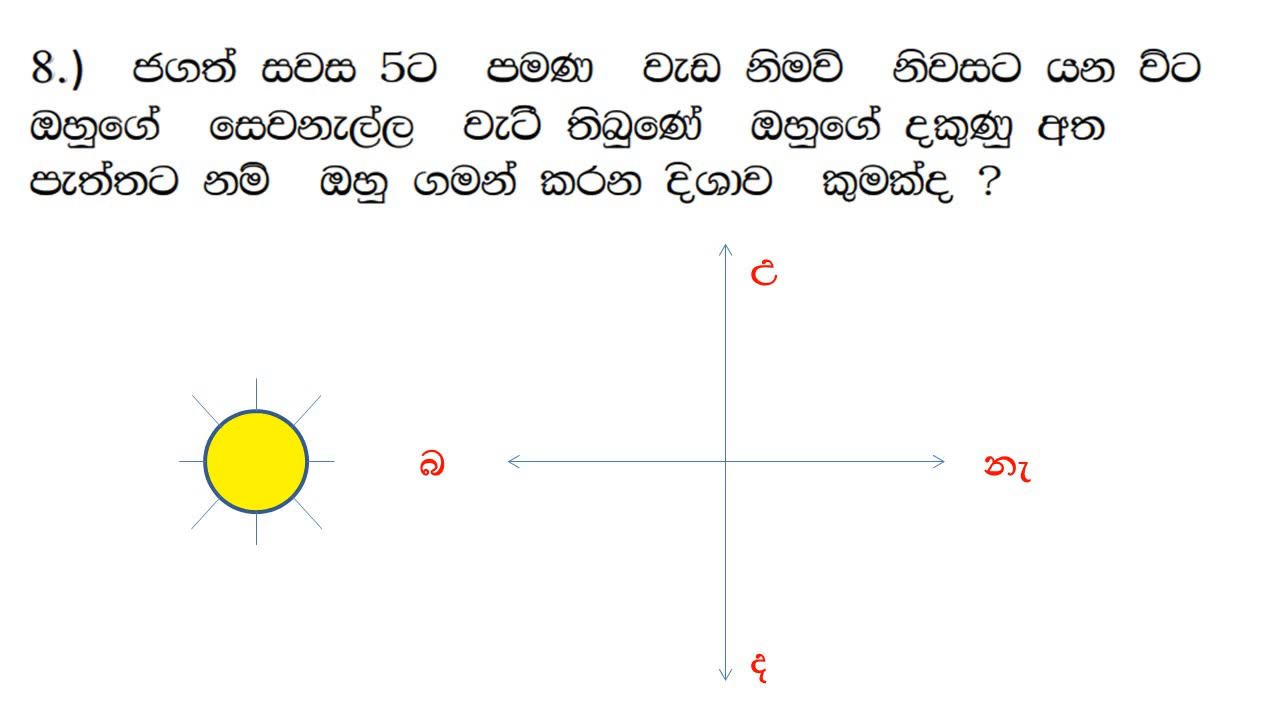 8.) ජගත් සවස 5ට පමණ වැඩ නිමවී නිවසට යන විට
ඔහුගේ සෙවනැල්ල වැටී තිබුණේ ඔහුගේ දකුණු අත
පැත්තට නම් ඔහු ගමන් කරන දිශාව කුමක්ද ?
උ
බ
නැ
ද